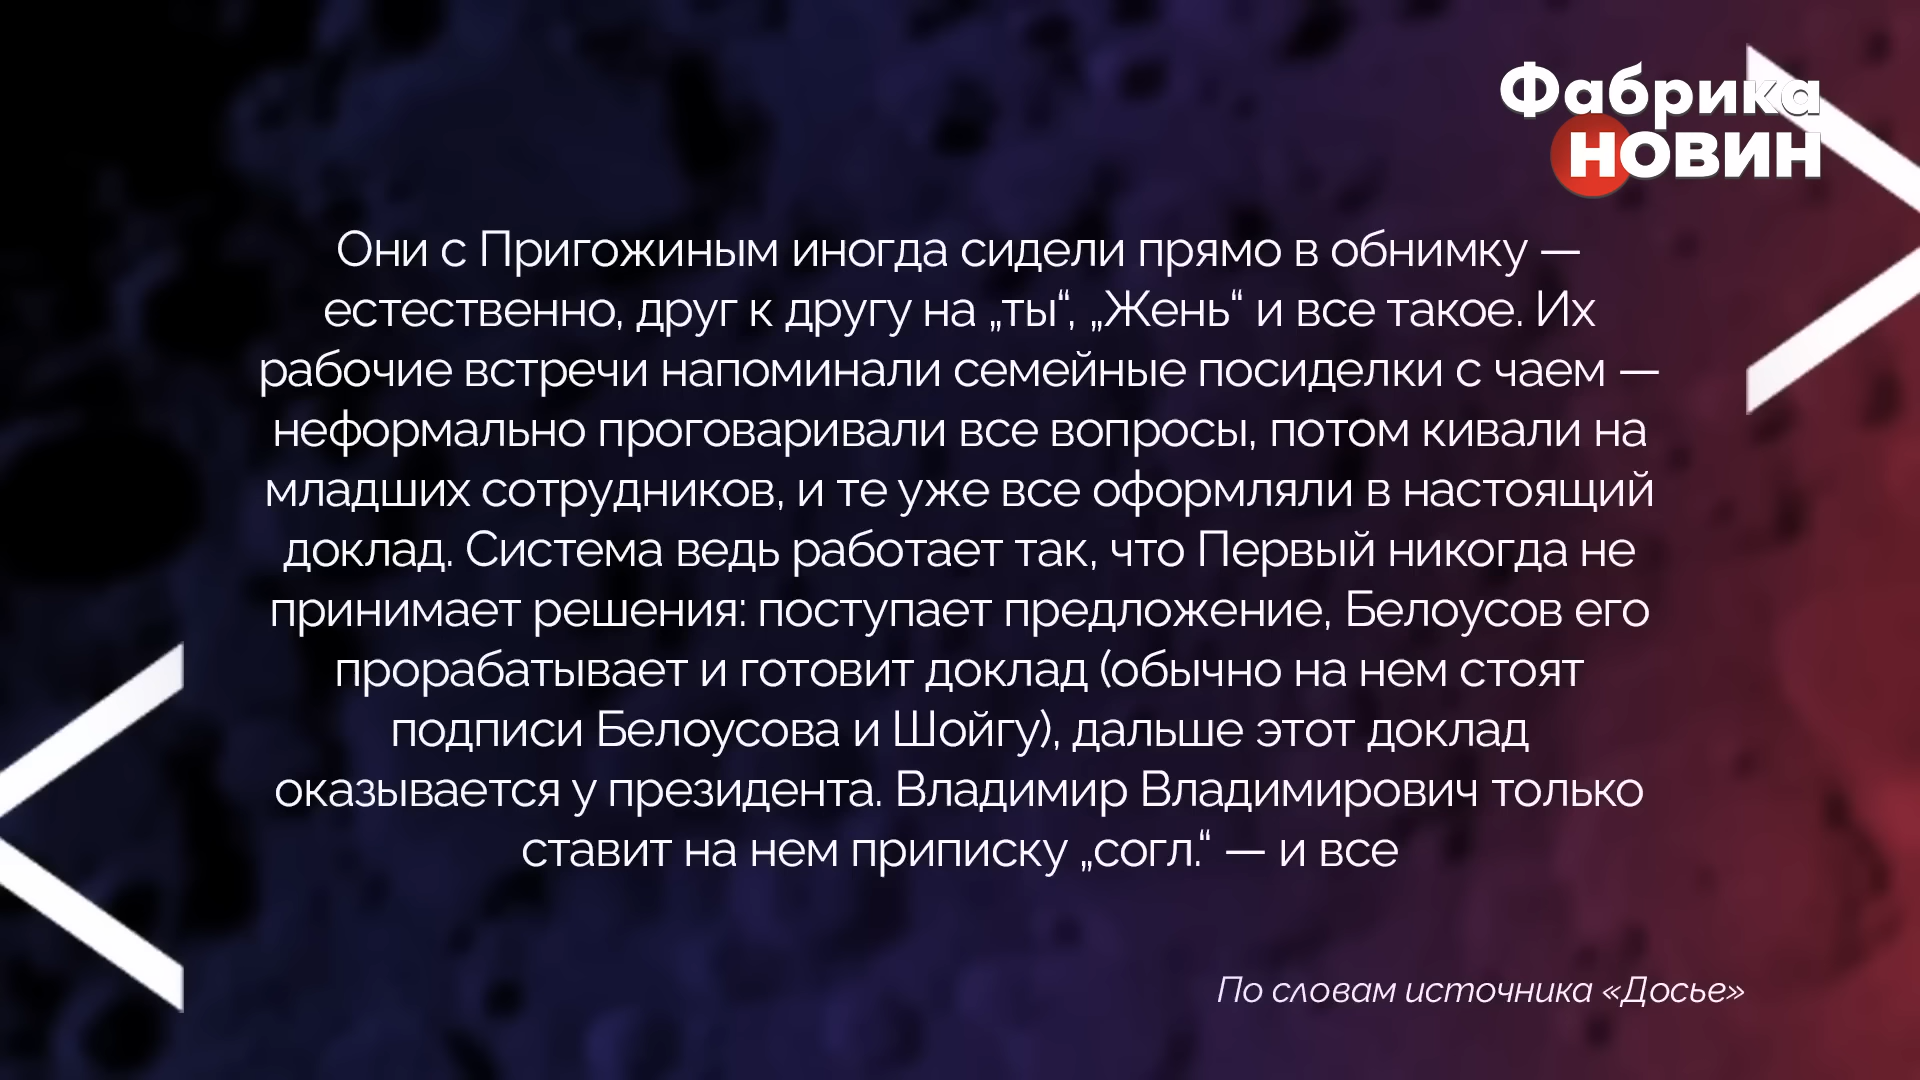 Фабрика
новин
Они с Пригожиным иногда сидели прямо в обнимку —
естественно, друг к другу на „ты“, „Жень“ и все такое. Их
рабочие встречи напоминали семейные посиделки с чаем —
неформально проговаривали все вопросы, потом кивали на
младших сотрудников, и те уже все оформляли в настоящий
доклад. Система ведь работает так, что Первый никогда не
принимает решения: поступает предложение, Белоусов его
прорабатывает и готовит доклад (обычно на нем стоят
подписи Белоусова и Шойгу), дальше этот доклад
оказывается у президента. Владимир Владимирович только
ставит на нем приписку „согл.“ — и все
По словам источника «Досье»